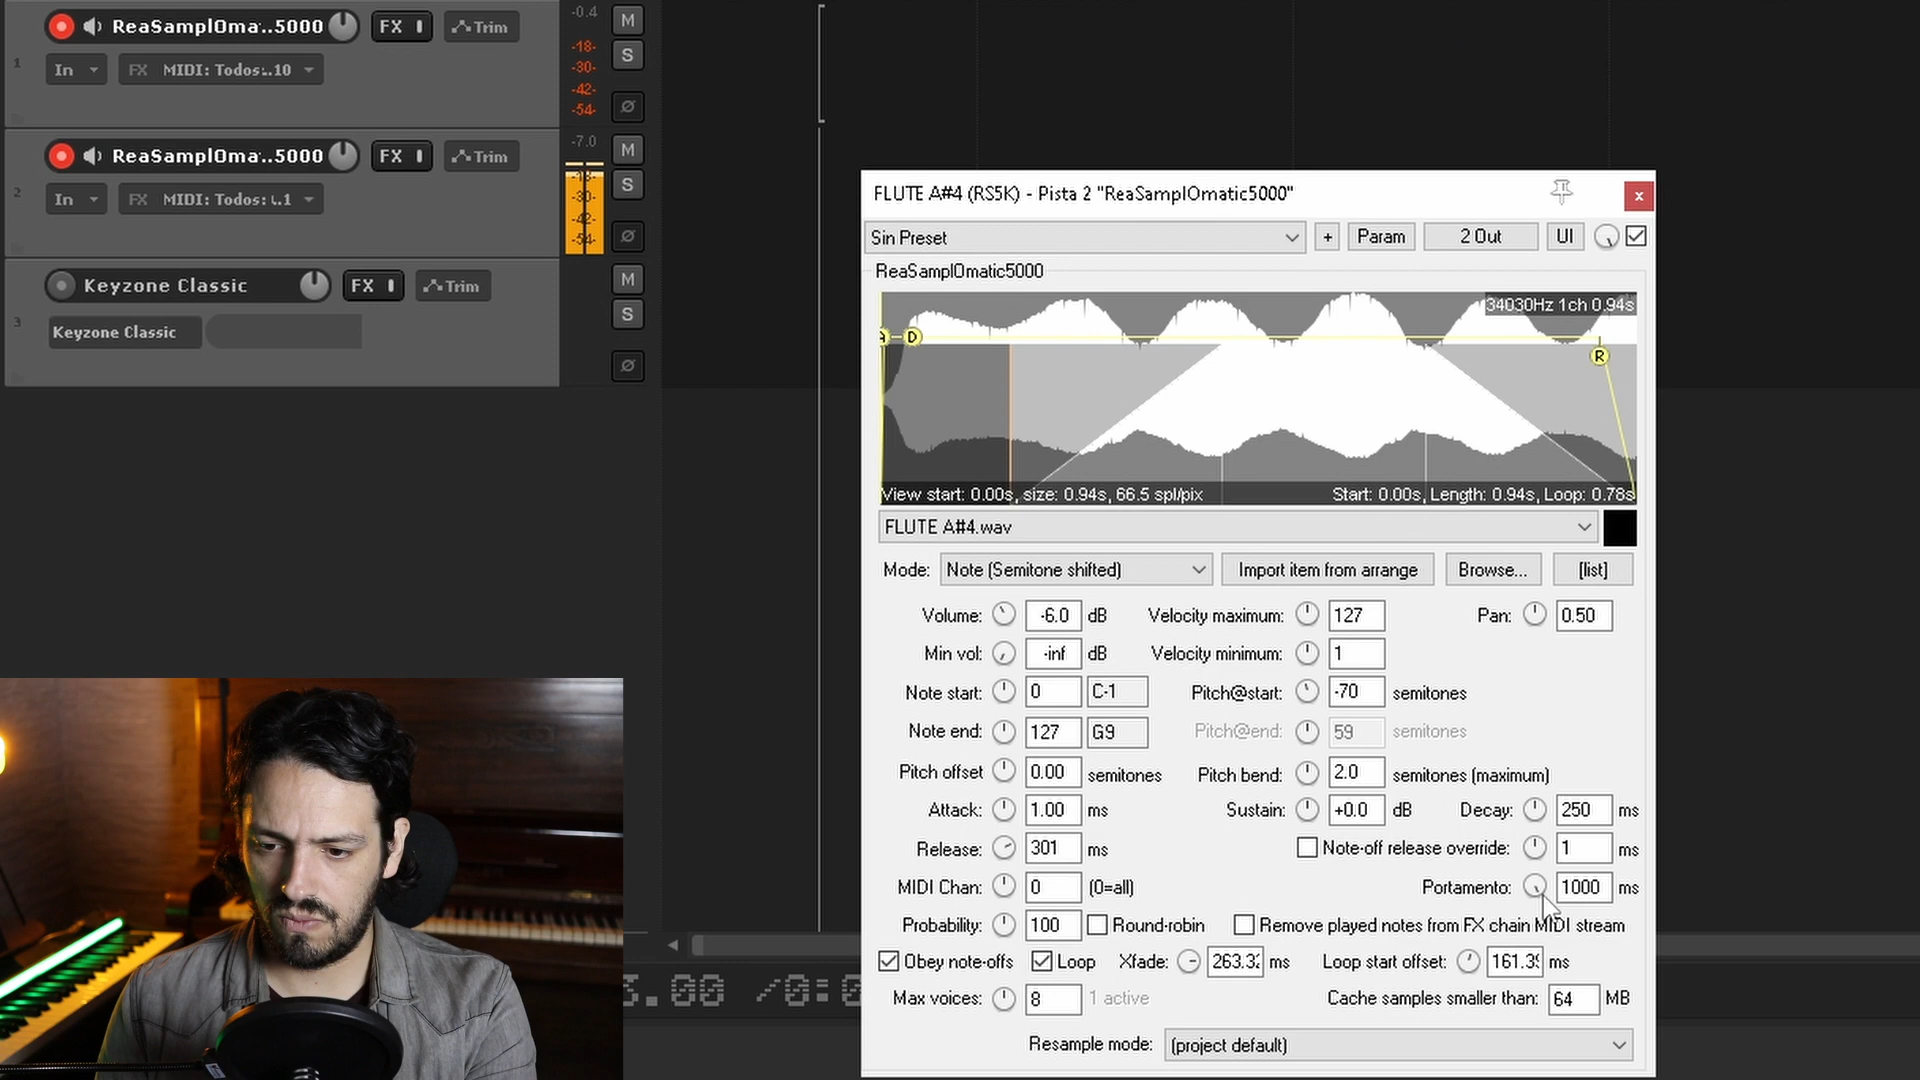 ReaSamplOma..5000 FX Trim
1 In FX MIDI: Todos:..10
-0.4 M
-18-
-30-
-42-
-54-
S
Ø
ReaSamplOma..5000 FX Trim
2 In FX MIDI: Todos: ...1
-7.0 M
-18-
-30-
-42-
-54-
S
Ø
Keyzone Classic FX Trim
3 Keyzone Classic
M
S
Ø
FLUTE A#4 (RS5K) - Pista 2 "ReaSamplOmatic5000" x
Sin Preset + Param 2 Out UI
ReaSamplOmatic5000
34030Hz 1ch 0.94s
A D R
View start: 0.00s, size: 0.94s, 66.5 spl/pix Start: 0.00s, Length: 0.94s, Loop: 0.78s
FLUTE A#4.wav
Mode: Note (Semitone shifted) Import item from arrange Browse... [list]
Volume: -6.0 dB Velocity maximum: 127 Pan: 0.50
Min vol: -inf dB Velocity minimum: 1
Note start: 0 C-1 Pitch@start: -70 semitones
Note end: 127 G9 Pitch@end: 59 semitones
Pitch offset 0.00 semitones Pitch bend: 2.0 semitones (maximum)
Attack: 1.00 ms Sustain: +0.0 dB Decay: 250 ms
Release: 301 ms Note-off release override: 1 ms
MIDI Chan: 0 (0=all) Portamento: 1000 ms
Probability: 100 Round-robin Remove played notes from FX chain MIDI stream
Obey note-offs Loop Xfade: 263.3 ms Loop start offset: 161.3 ms
Max voices: 8 1 active Cache samples smaller than: 64 MB
Resample mode: (project default)
.00 /0:0